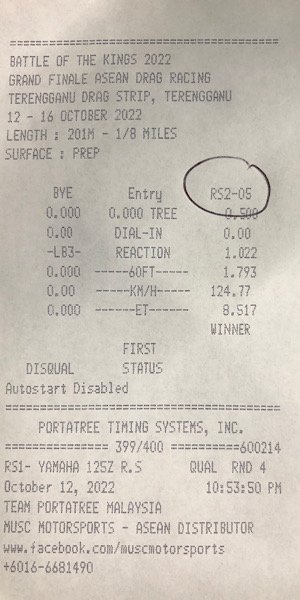 ==================================
BATTLE OF THE KINGS 2022
GRAND FINALE ASEAN DRAG RACING
TERENGGANU DRAG STRIP, TERENGGANU
12 - 16 OCTOBER 2022
LENGTH : 201M - 1/8 MILES
SURFACE : PREP
BYE Entry RS2-05
0.000 0.000 TREE 0.500
0.00 DIAL-IN 0.00
-LB3- REACTION 1.022
0.000 -----60FT----- 1.793
0.00 -----KM/H----- 124.77
0.000 ------ET------ 8.517
WINNER
FIRST
DISQUAL STATUS
Autostart Disabled
==================================
PORTATREE TIMING SYSTEMS, INC.
============= 399/400 ==========600214
RS1- YAMAHA 125Z R.S QUAL RND 4
October 12, 2022 10:53:50 PM
TEAM PORTATREE MALAYSIA
MUSC MOTORSPORTS - ASEAN DISTRIBUTOR
www.facebook.com/muscmotorsports
+6016-6681490